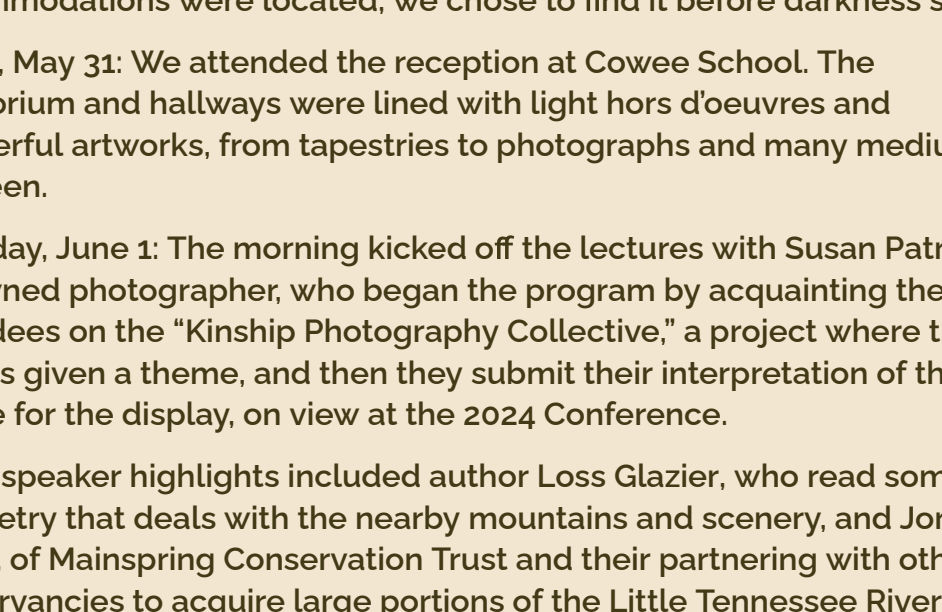 mmodations were located, we chose to find it before darkness s
, May 31: We attended the reception at Cowee School. The
orium and hallways were lined with light hors d’oeuvres and
erful artworks, from tapestries to photographs and many mediu
een.
day, June 1: The morning kicked off the lectures with Susan Patr
wned photographer, who began the program by acquainting the
dees on the “Kinship Photography Collective,” a project where t
s given a theme, and then they submit their interpretation of th
e for the display, on view at the 2024 Conference.
speaker highlights included author Loss Glazier, who read som
etry that deals with the nearby mountains and scenery, and Jor
, of Mainspring Conservation Trust and their partnering with oth
rvancies to acquire large portions of the Little Tennessee River